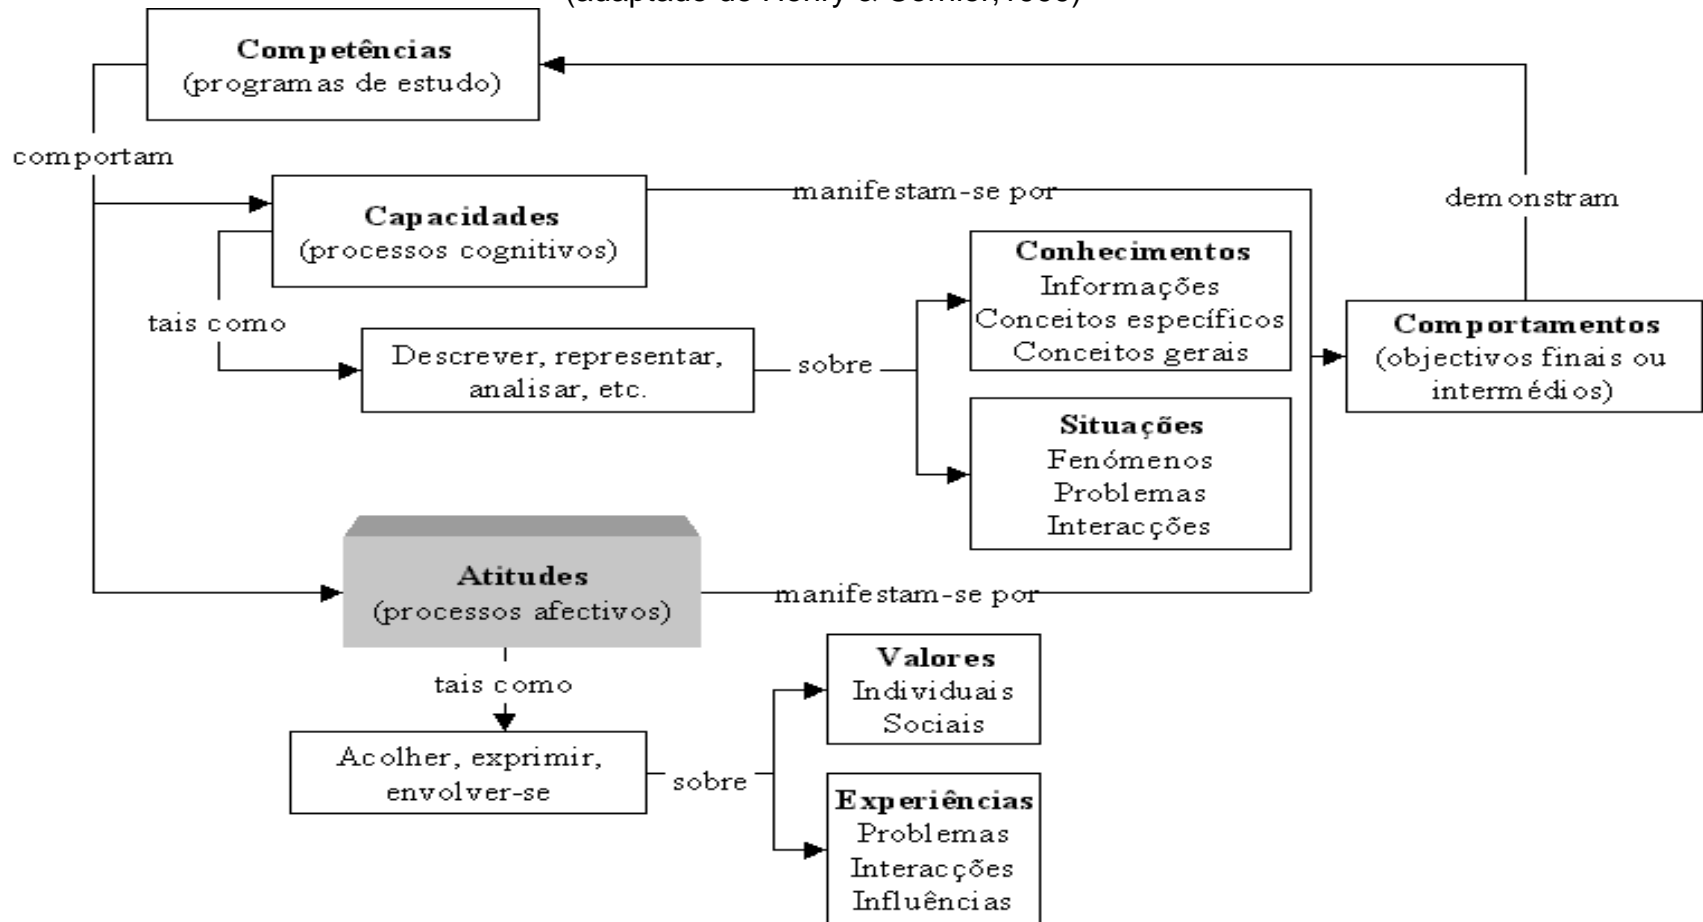 Competências
(programas de estudo)
comportam
Capacidades
(processos cognitivos)
manifestam-se por
demonstram
tais como
Descrever, representar,
analisar, etc.
sobre
Conhecimentos
Informações
Conceitos específicos
Conceitos gerais
Situações
Fenómenos
Problemas
Interacções
Comportamentos
(objectivos finais ou
intermédios)
Atitudes
(processos afectivos)
manifestam-se por
tais como
Acolher, exprimir,
envolver-se
sobre
Valores
Individuais
Sociais
Experiências
Problemas
Interacções
Influências